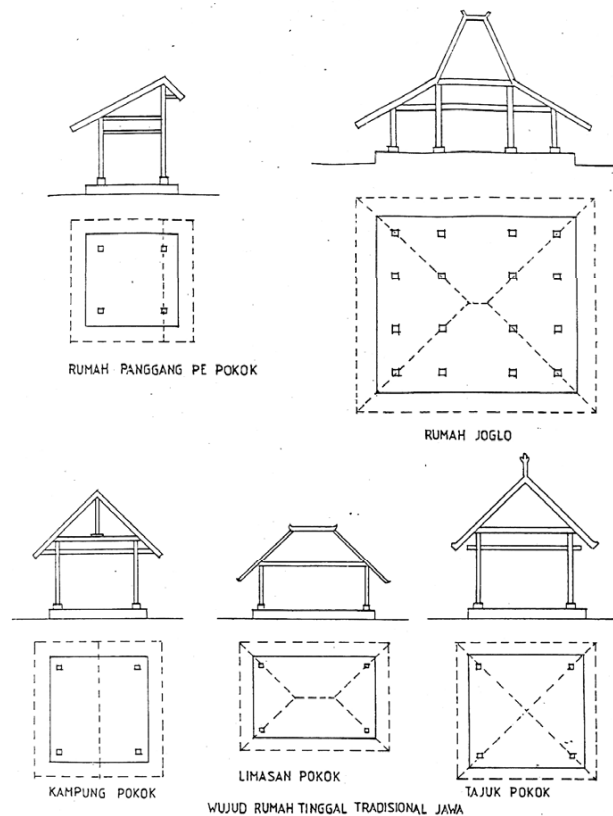 RUMAH PANGGANG PE POKOK
RUMAH JOGLO
KAMPUNG POKOK
LIMASAN POKOK
TAJUK POKOK
WUJUD RUMAH TINGGAL TRADISIONAL JAWA